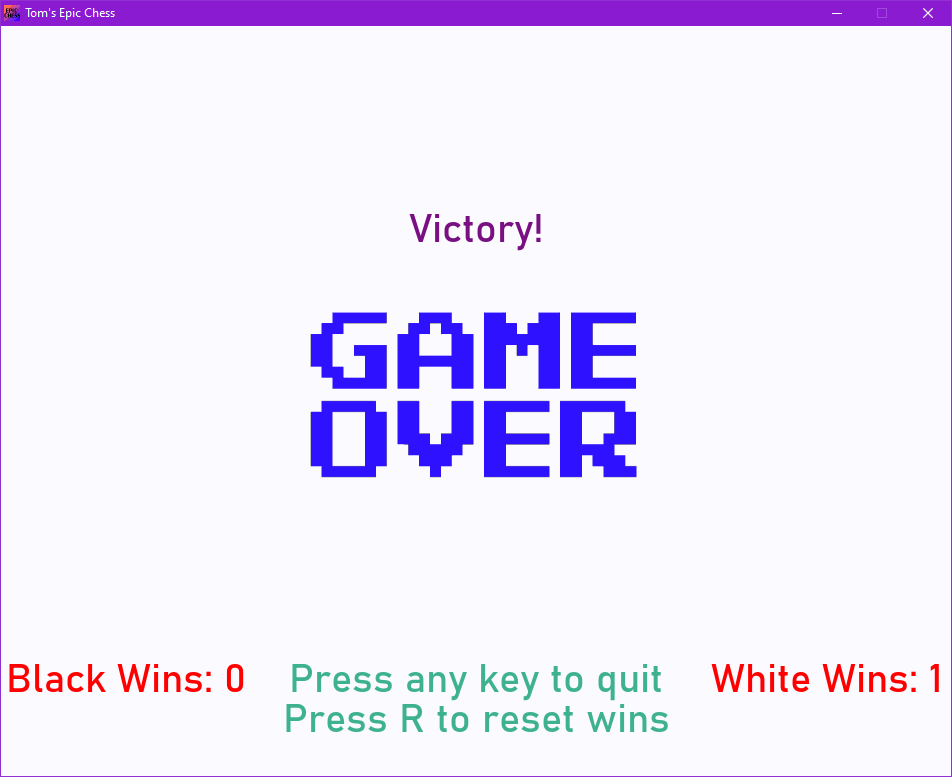 Tom's Epic Chess
Victory!
GAME
OVER
Black Wins: 0
Press any key to quit
White Wins: 1
Press R to reset wins